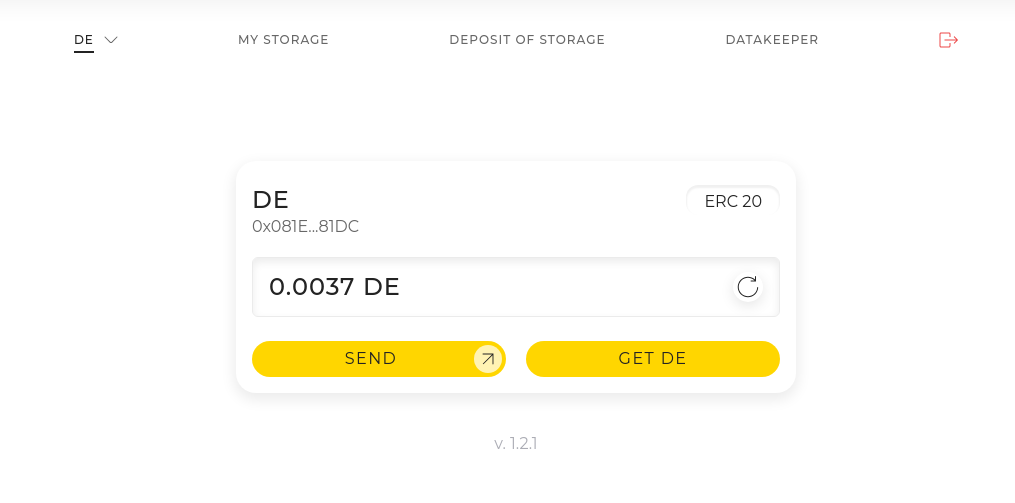 DE MY STORAGE DEPOSIT OF STORAGE DATAKEEPER
DE ERC 20
0x081E...81DC
0.0037 DE
SEND GET DE
v. 1.2.1